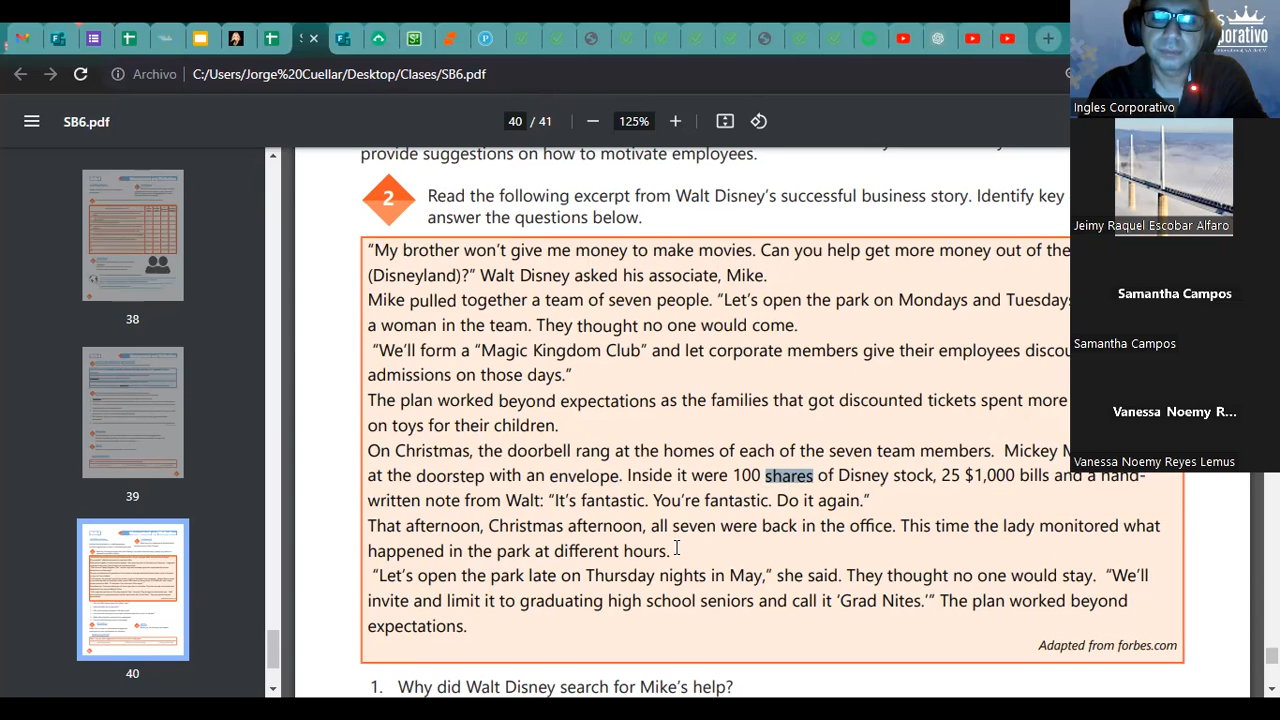 Archivo
C:/Users/Jorge%20Cuellar/Desktop/Clases/SB6.pdf
SB6.pdf
40 / 41
125%
38
39
40
provide suggestions on how to motivate employees.
2
Read the following excerpt from Walt Disney's successful business story. Identify key
answer the questions below.
"My brother won't give me money to make movies. Can you help get more money out of the
(Disneyland)?" Walt Disney asked his associate, Mike.
Mike pulled together a team of seven people. "Let's open the park on Mondays and Tuesdays
a woman in the team. They thought no one would come.
"We'll form a "Magic Kingdom Club" and let corporate members give their employees discou
admissions on those days."
The plan worked beyond expectations as the families that got discounted tickets spent more
on toys for their children.
On Christmas, the doorbell rang at the homes of each of the seven team members. Mickey M
at the doorstep with an envelope. Inside it were 100 shares of Disney stock, 25 $1,000 bills and a hand-
written note from Walt: "It's fantastic. You're fantastic. Do it again."
That afternoon, Christmas afternoon, all seven were back in the office. This time the lady monitored what
happened in the park at different hours.
"Let's open the park later on Thursday nights in May," she said. They thought no one would stay. "We'll
invite and limit it to graduating high school seniors and call it 'Grad Nites.'" The plan worked beyond
expectations.
Adapted from forbes.com
1. Why did Walt Disney search for Mike's help?
Ingles Corporativo
Jeimy Raquel Escobar Alfaro
Samantha Campos
Samantha Campos
Vanessa Noemy R...
Vanessa Noemy Reyes Lemus